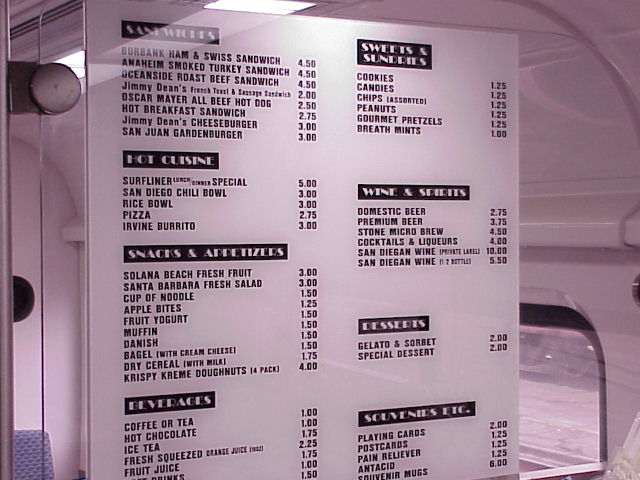 SANDWICHES
BURBANK HAM & SWISS SANDWICH 4.50
ANAHEIM SMOKED TURKEY SANDWICH 4.50
OCEANSIDE ROAST BEEF SANDWICH 4.50
Jimmy Dean's French Toast & Sausage Sandwich 2.00
OSCAR MAYER ALL BEEF HOT DOG 2.50
HOT BREAKFAST SANDWICH 2.75
Jimmy Dean's CHEESEBURGER 3.00
SAN JUAN GARDENBURGER 3.00
HOT CUISINE
SURFLINER LUNCH/DINNER SPECIAL 5.00
SAN DIEGO CHILI BOWL 3.00
RICE BOWL 3.00
PIZZA 2.75
IRVINE BURRITO 3.00
SNACKS & APPETIZERS
SOLANA BEACH FRESH FRUIT 3.00
SANTA BARBARA FRESH SALAD 3.00
CUP OF NOODLE 1.50
APPLE BITES 1.25
FRUIT YOGURT 1.50
MUFFIN 1.50
DANISH 1.50
BAGEL (WITH CREAM CHEESE) 1.50
DRY CEREAL (WITH MILK) 1.75
KRISPY KREME DOUGHNUTS (4 PACK) 4.00
BEVERAGES
COFFEE OR TEA 1.00
HOT CHOCOLATE 1.00
ICE TEA 1.75
FRESH SQUEEZED ORANGE JUICE 2.25
FRUIT JUICE 1.75
DRINKS 1.00
1.50
SWEETS & SUNDRIES
COOKIES
CANDIES 1.25
CHIPS (ASSORTED) 1.25
PEANUTS 1.25
GOURMET PRETZELS 1.25
BREATH MINTS 1.00
WINE & SPIRITS
DOMESTIC BEER 2.75
PREMIUM BEER 3.75
STONE MICRO BREW 4.50
COCKTAILS & LIQUEURS 4.00
SAN DIEGAN WINE (PRIVATE LABEL) 10.00
SAN DIEGAN WINE (1/2 BOTTLE) 5.50
DESSERTS
GELATO & SORBET 2.00
SPECIAL DESSERT 2.00
SOUVENIRS ETC.
PLAYING CARDS 2.00
POSTCARDS 1.25
PAIN RELIEVER 1.25
ANTACID 6.00
SOUVENIR MUGS